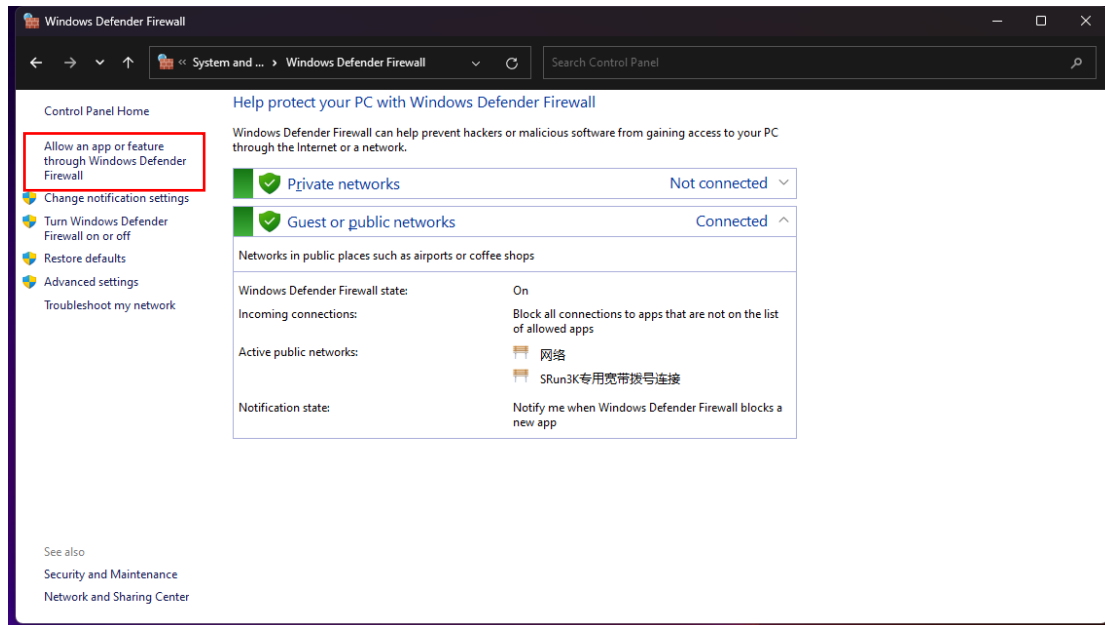 Windows Defender Firewall
« System and ... › Windows Defender Firewall
Search Control Panel
Control Panel Home
Allow an app or feature
through Windows Defender
Firewall
Change notification settings
Turn Windows Defender
Firewall on or off
Restore defaults
Advanced settings
Troubleshoot my network
Help protect your PC with Windows Defender Firewall
Windows Defender Firewall can help prevent hackers or malicious software from gaining access to your PC
through the Internet or a network.
Private networks Not connected
Guest or public networks Connected
Networks in public places such as airports or coffee shops
Windows Defender Firewall state: On
Incoming connections: Block all connections to apps that are not on the list
of allowed apps
Active public networks: 网络
SRun3K专用宽带拨号连接
Notification state: Notify me when Windows Defender Firewall blocks a
new app
See also
Security and Maintenance
Network and Sharing Center